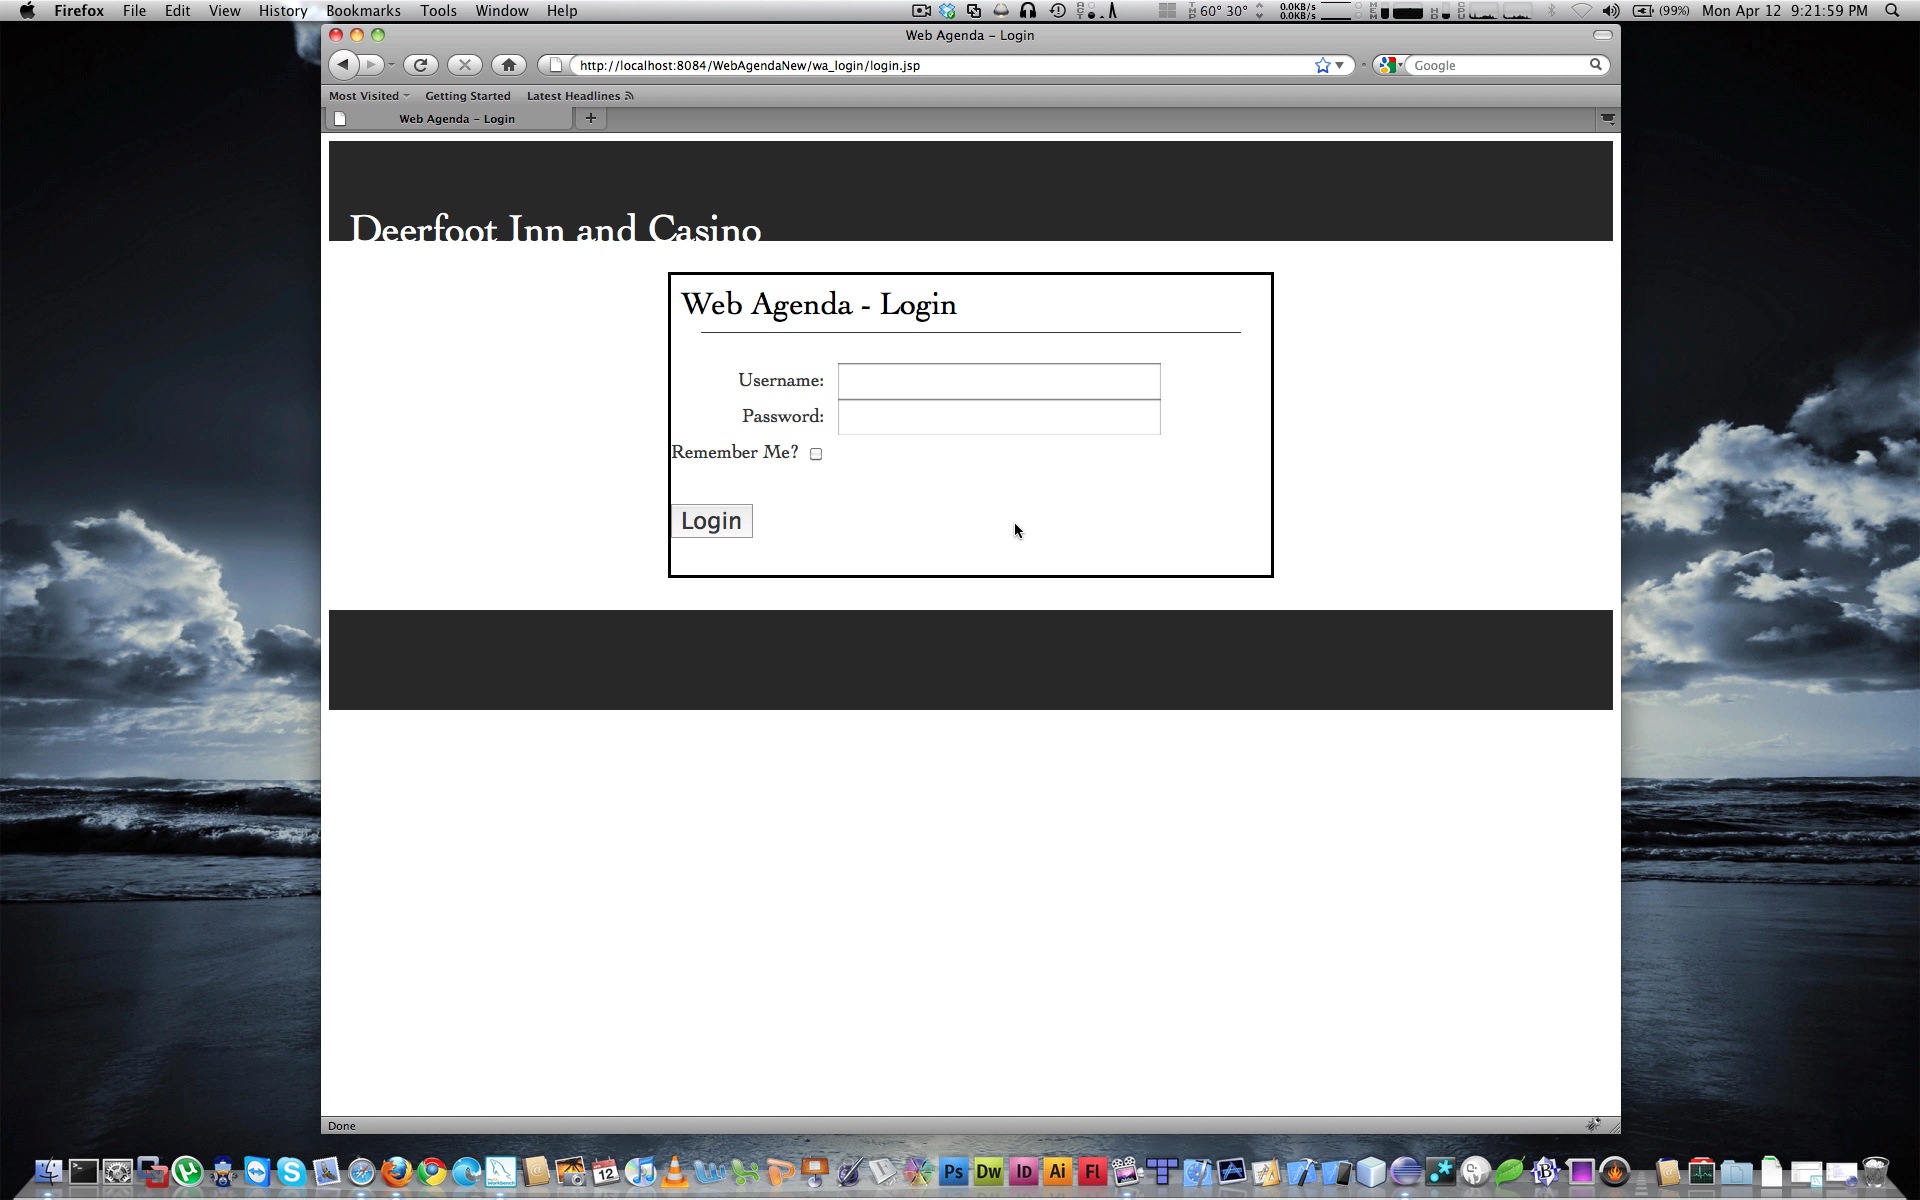 Firefox File Edit View History Bookmarks Tools Window Help 60° 30° 0.0KB/s 0.0KB/s (99%) Mon Apr 12 9:21:59 PM
Web Agenda – Login
http://localhost:8084/WebAgendaNew/wa_login/login.jsp Google
Most Visited Getting Started Latest Headlines
Web Agenda – Login
Deerfoot Inn and Casino
Web Agenda - Login
Username:
Password:
Remember Me?
Login
Done
12 Ps Dw ID Ai Fl